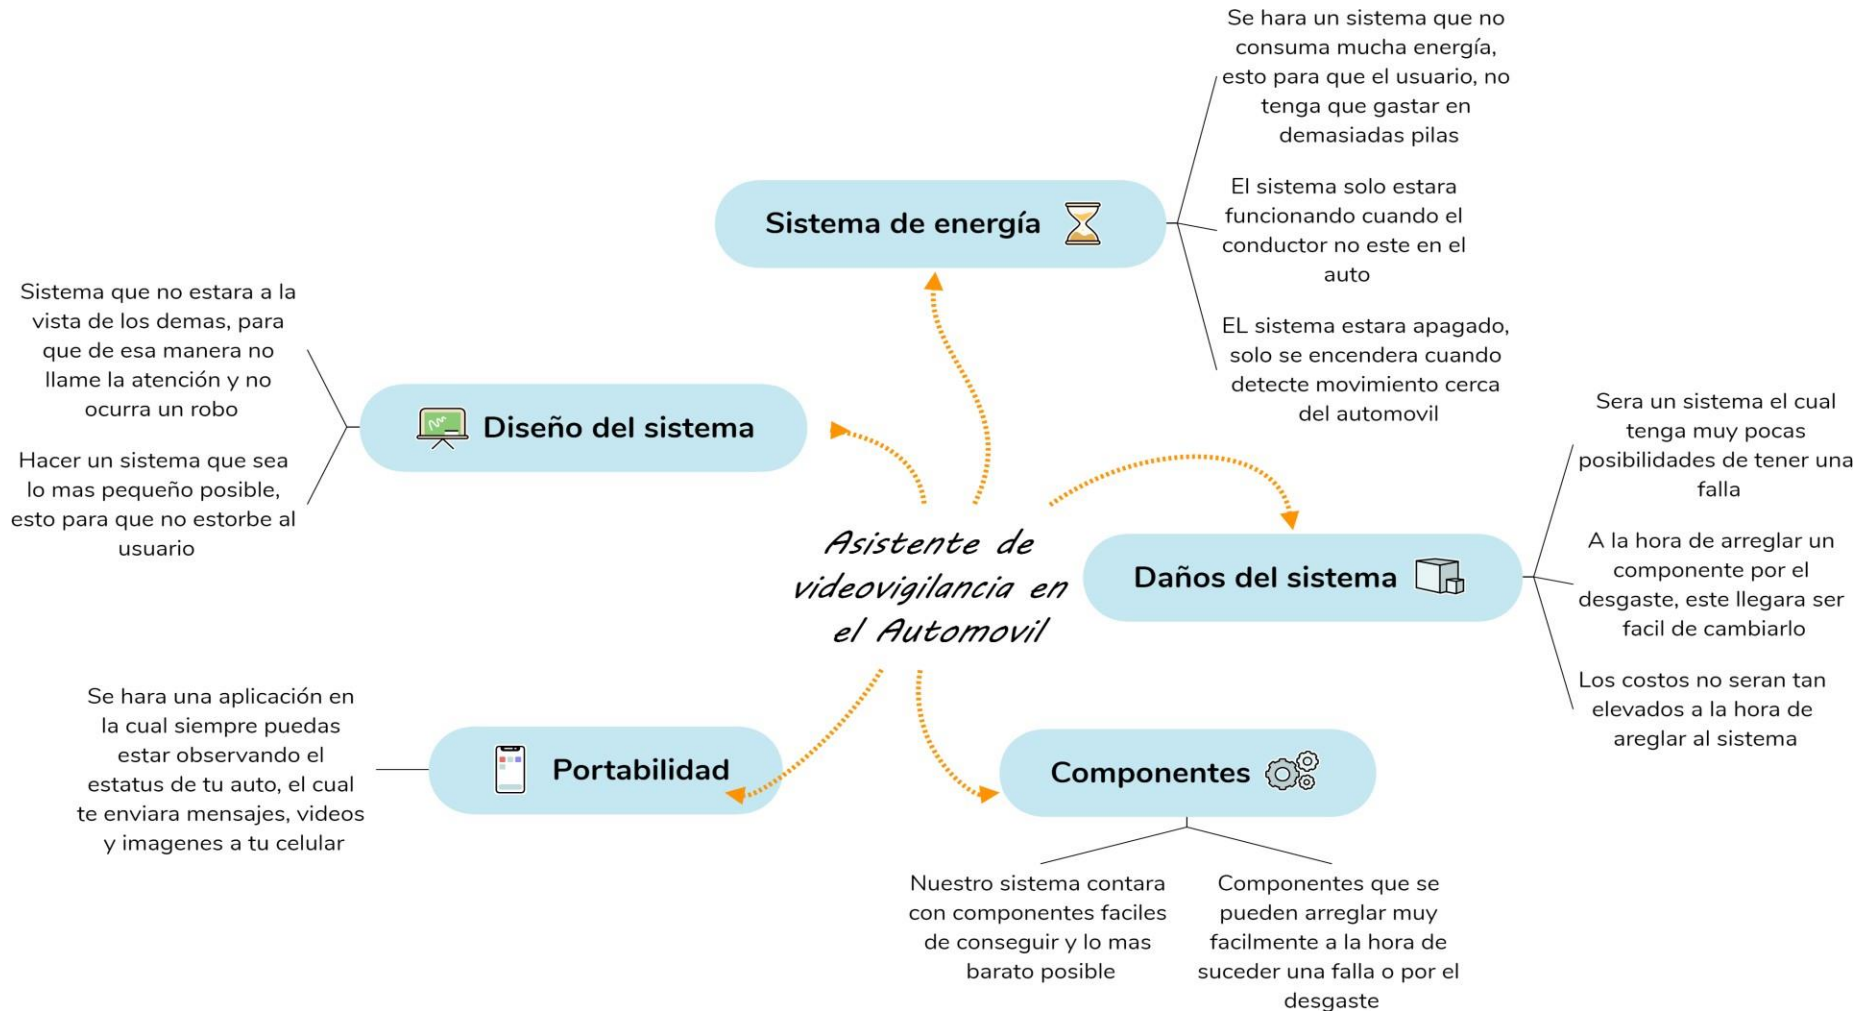 Asistente de
videovigilancia en
el Automovil
Sistema de energía
Se hara un sistema que no
consuma mucha energía,
esto para que el usuario, no
tenga que gastar en
demasiadas pilas
El sistema solo estara
funcionando cuando el
conductor no este en el
auto
EL sistema estara apagado,
solo se encendera cuando
detecte movimiento cerca
del automovil
Diseño del sistema
Sistema que no estara a la
vista de los demas, para
que de esa manera no
llame la atención y no
ocurra un robo
Hacer un sistema que sea
lo mas pequeño posible,
esto para que no estorbe al
usuario
Daños del sistema
Sera un sistema el cual
tenga muy pocas
posibilidades de tener una
falla
A la hora de arreglar un
componente por el
desgaste, este llegara ser
facil de cambiarlo
Los costos no seran tan
elevados a la hora de
areglar al sistema
Portabilidad
Se hara una aplicación en
la cual siempre puedas
estar observando el
estatus de tu auto, el cual
te enviara mensajes, videos
y imagenes a tu celular
Componentes
Nuestro sistema contara
con componentes faciles
de conseguir y lo mas
barato posible
Componentes que se
pueden arreglar muy
facilmente a la hora de
suceder una falla o por el
desgaste